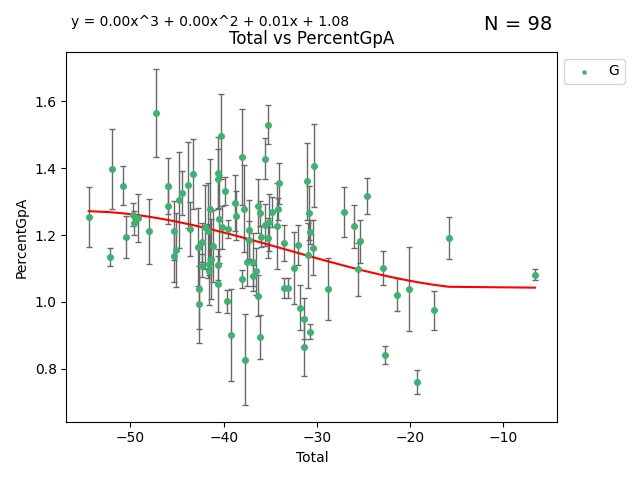 y = 0.00x^3 + 0.00x^2 + 0.01x + 1.08
N = 98
Total vs PercentGpA
G
1.6
1.4
1.2
1.0
0.8
PercentGpA
−50 −40 −30 −20 −10
Total